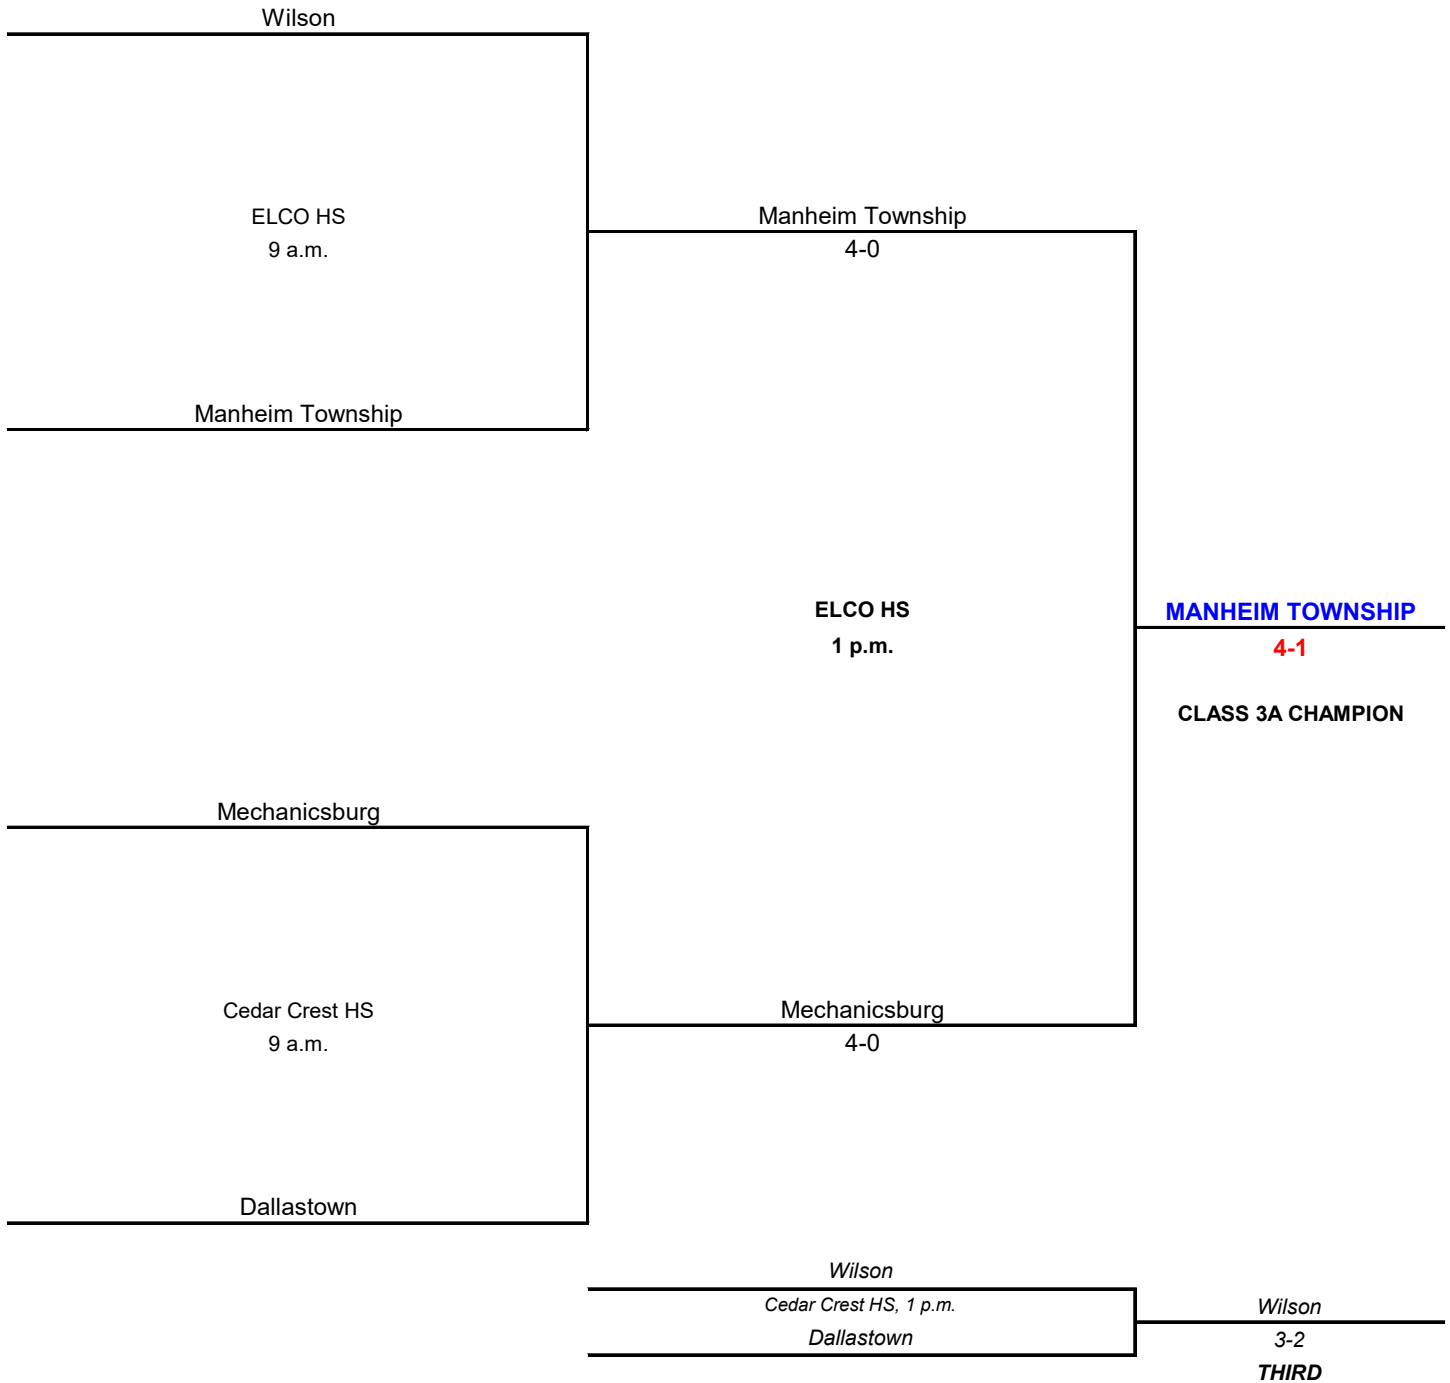 Wilson
ELCO HS
9 a.m.
Manheim Township
4-0
Manheim Township
ELCO HS
1 p.m.
MANHEIM TOWNSHIP
4-1
CLASS 3A CHAMPION
Mechanicsburg
Cedar Crest HS
9 a.m.
Mechanicsburg
4-0
Dallastown
Wilson
Cedar Crest HS, 1 p.m.
Dallastown
Wilson
3-2
THIRD